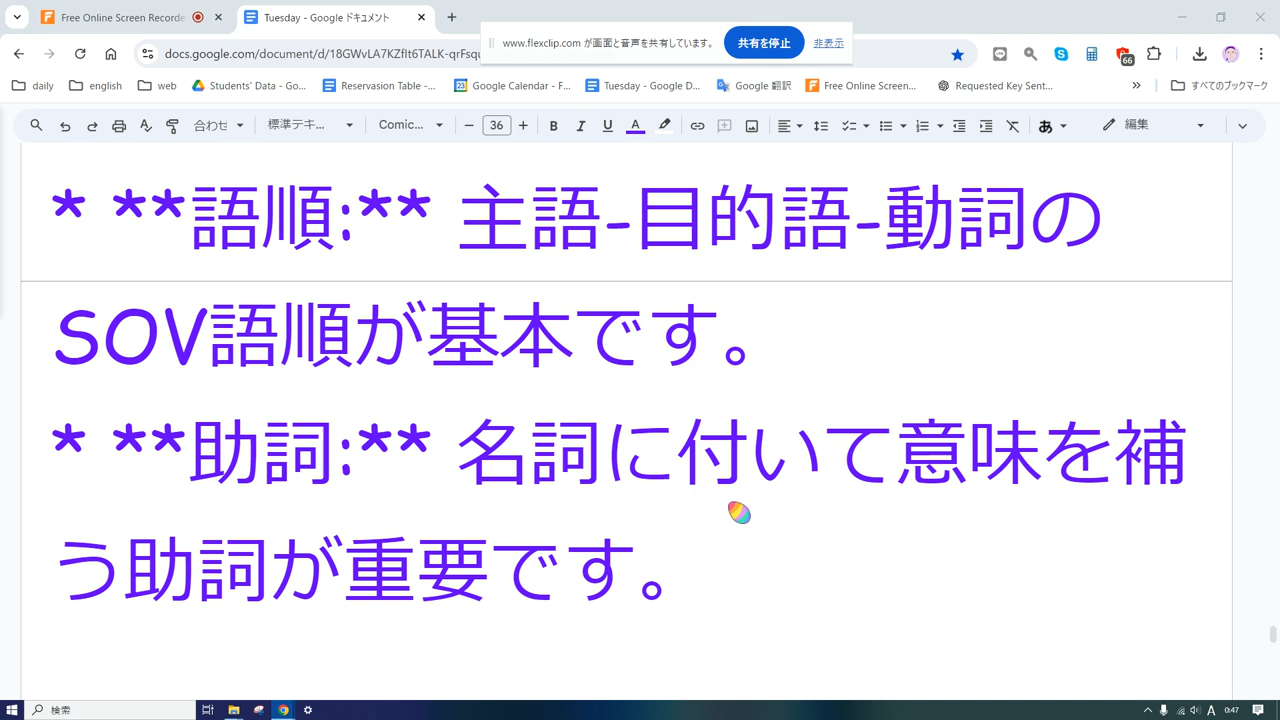 Free Online Screen Recorde
Tuesday - Google ドキュメント
www.flexclip.com が画面と音声を共有しています。
共有を停止
非表示
docs.google.com/document/d/18GWvLA7KZfIt6TALK-qrFsqu
66
daily
english
web
Students' Data - Go...
Reservasion Table -...
Google Calendar - F...
Tuesday - Google D...
Google 翻訳
Free Online Screen...
Requested Key Sent...
すべてのブックマーク
合わせ
標準テキ...
Comic...
36
B
I
U
A
あ
編集
* **語順:** 主語-目的語-動詞の
SOV語順が基本です。
* **助詞:** 名詞に付いて意味を補
う助詞が重要です。
検索
A
0:47